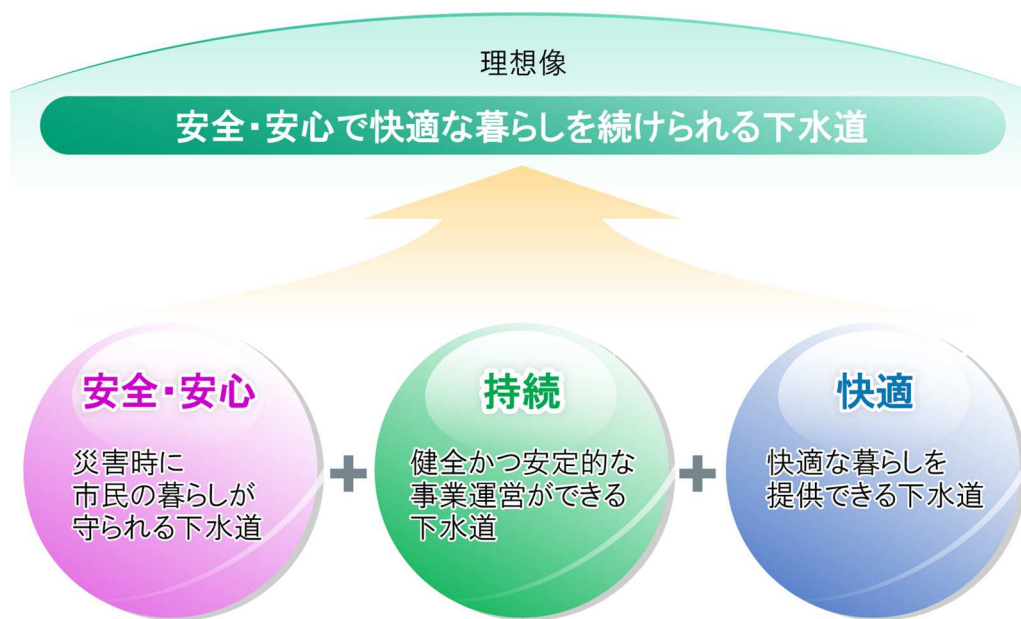 理想像
安全・安心で快適な暮らしを続けられる下水道
安全・安心
災害時に
市民の暮らしが
守られる下水道
+
持続
健全かつ安定的な
事業運営ができる
下水道
+
快適
快適な暮らしを
提供できる下水道